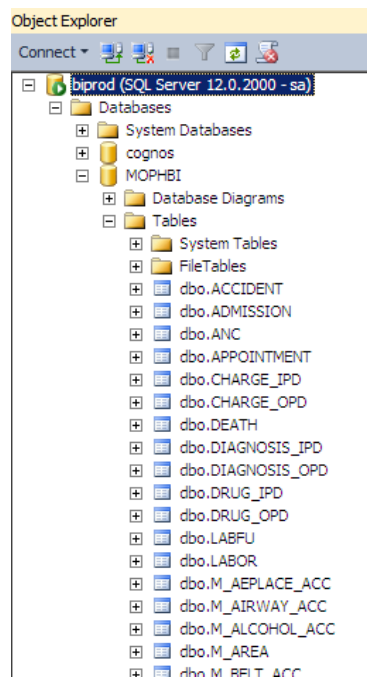 Object Explorer
Connect
biprod (SQL Server 12.0.2000 - sa)
Databases
System Databases
cognos
MOPHBI
Database Diagrams
Tables
System Tables
FileTables
dbo.ACCIDENT
dbo.ADMISSION
dbo.ANC
dbo.APPOINTMENT
dbo.CHARGE_IPD
dbo.CHARGE_OPD
dbo.DEATH
dbo.DIAGNOSIS_IPD
dbo.DIAGNOSIS_OPD
dbo.DRUG_IPD
dbo.DRUG_OPD
dbo.LABFU
dbo.LABOR
dbo.M_AEPLACE_ACC
dbo.M_AIRWAY_ACC
dbo.M_ALCOHOL_ACC
dbo.M_AREA
dbo.M_BELT_ACC